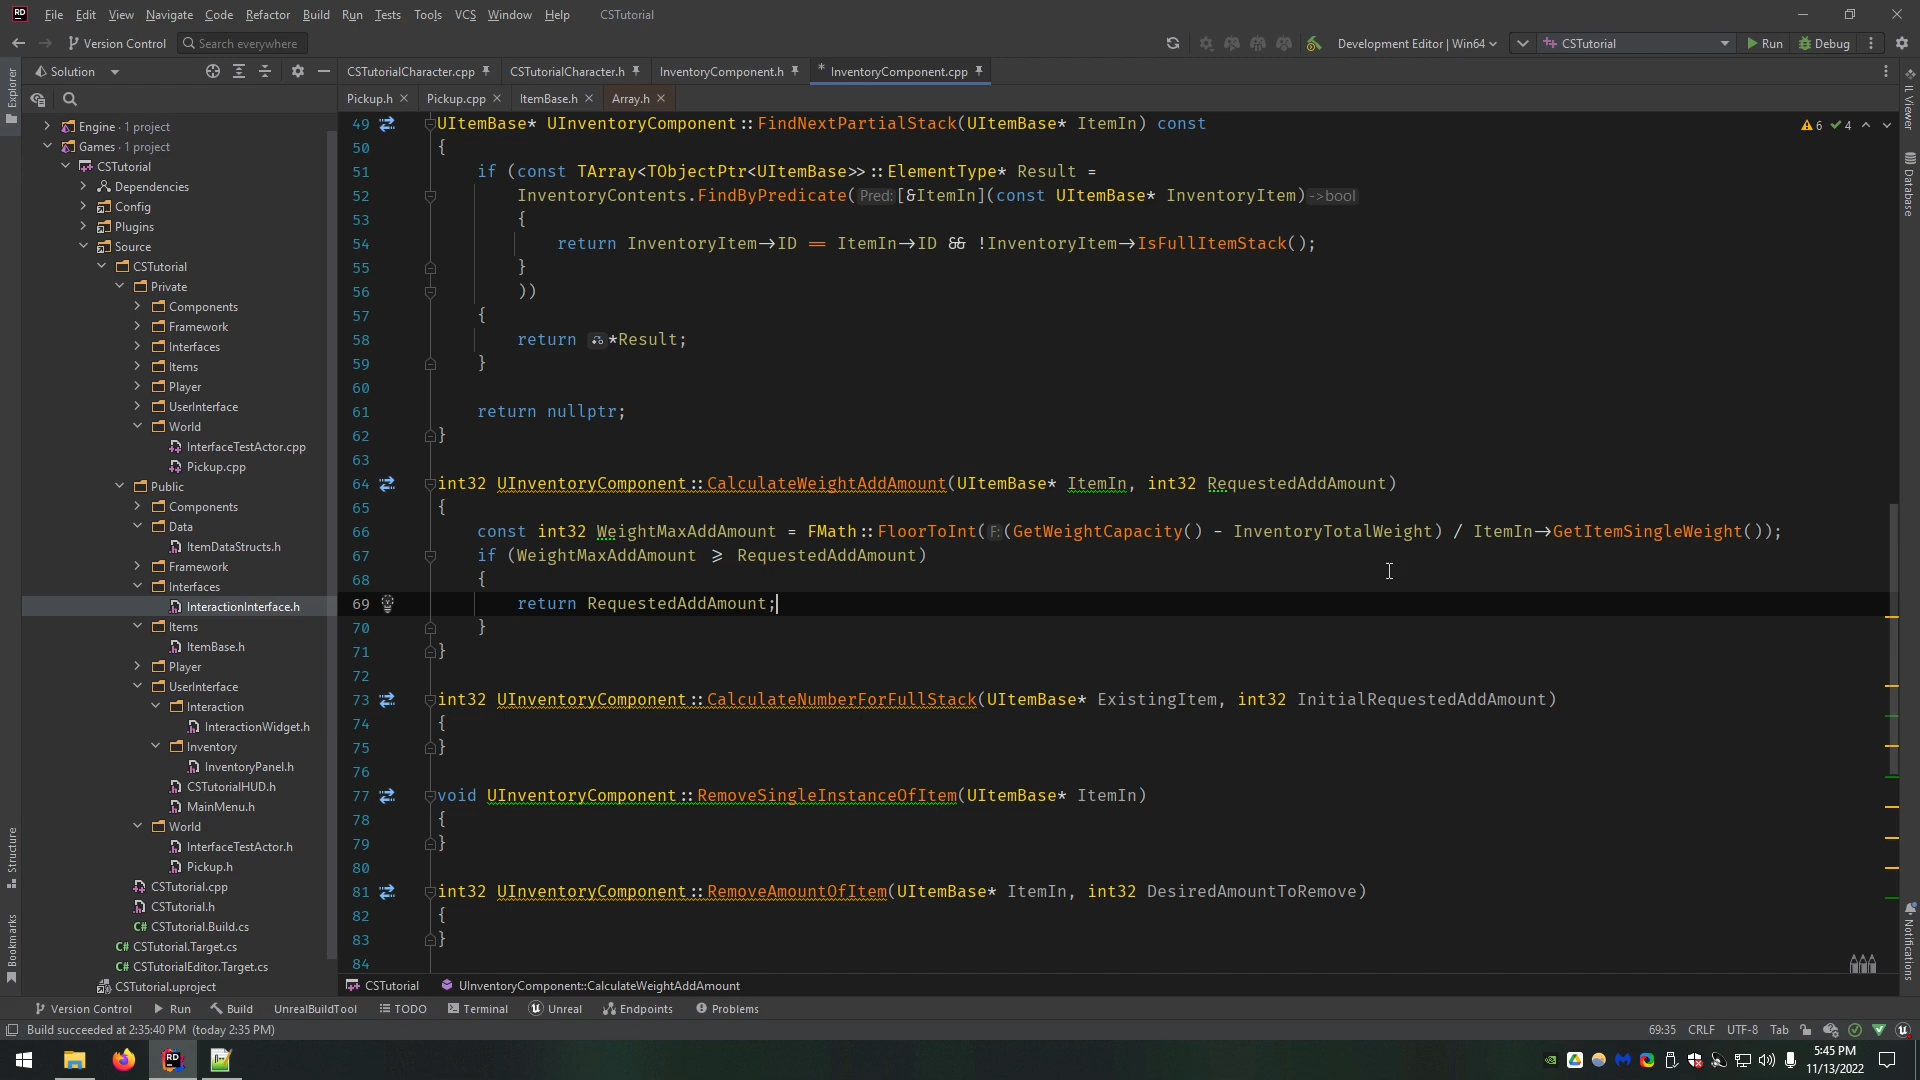 RD File Edit View Navigate Code Refactor Build Run Tests Tools VCS Window Help CSTutorial
Version Control Search everywhere Development Editor | Win64 CSTutorial Run Debug
Solution
CSTutorialCharacter.cpp CSTutorialCharacter.h InventoryComponent.h * InventoryComponent.cpp
Pickup.h Pickup.cpp ItemBase.h Array.h
Explorer
Structure
Bookmarks
IL Viewer
Database
Notifications
Engine · 1 project
Games · 1 project
CSTutorial
Dependencies
Config
Plugins
Source
CSTutorial
Private
Components
Framework
Interfaces
Items
Player
UserInterface
World
InterfaceTestActor.cpp
Pickup.cpp
Public
Components
Data
ItemDataStructs.h
Framework
Interfaces
InteractionInterface.h
Items
ItemBase.h
Player
UserInterface
Interaction
InteractionWidget.h
Inventory
InventoryPanel.h
CSTutorialHUD.h
MainMenu.h
World
InterfaceTestActor.h
Pickup.h
CSTutorial.cpp
CSTutorial.h
C# CSTutorial.Build.cs
C# CSTutorial.Target.cs
C# CSTutorialEditor.Target.cs
CSTutorial.uproject
6 4
49 UItemBase* UInventoryComponent::FindNextPartialStack(UItemBase* ItemIn) const
50 {
51 if (const TArray<TObjectPtr<UItemBase>>::ElementType* Result =
52 InventoryContents.FindByPredicate( Pred: [&ItemIn](const UItemBase* InventoryItem) ->bool
53 {
54 return InventoryItem->ID == ItemIn->ID && !InventoryItem->IsFullItemStack();
55 }
56 ))
57 {
58 return *Result;
59 }
60
61 return nullptr;
62 }
63
64 int32 UInventoryComponent::CalculateWeightAddAmount(UItemBase* ItemIn, int32 RequestedAddAmount)
65 {
66 const int32 WeightMaxAddAmount = FMath::FloorToInt( F: (GetWeightCapacity() - InventoryTotalWeight) / ItemIn->GetItemSingleWeight());
67 if (WeightMaxAddAmount >= RequestedAddAmount)
68 {
69 return RequestedAddAmount;
70 }
71 }
72
73 int32 UInventoryComponent::CalculateNumberForFullStack(UItemBase* ExistingItem, int32 InitialRequestedAddAmount)
74 {
75 }
76
77 void UInventoryComponent::RemoveSingleInstanceOfItem(UItemBase* ItemIn)
78 {
79 }
80
81 int32 UInventoryComponent::RemoveAmountOfItem(UItemBase* ItemIn, int32 DesiredAmountToRemove)
82 {
83 }
84
CSTutorial UInventoryComponent::CalculateWeightAddAmount
Version Control Run Build UnrealBuildTool TODO Terminal Unreal Endpoints Problems
Build succeeded at 2:35:40 PM (today 2:35 PM) 69:35 CRLF UTF-8 Tab
RD
5:45 PM
11/13/2022